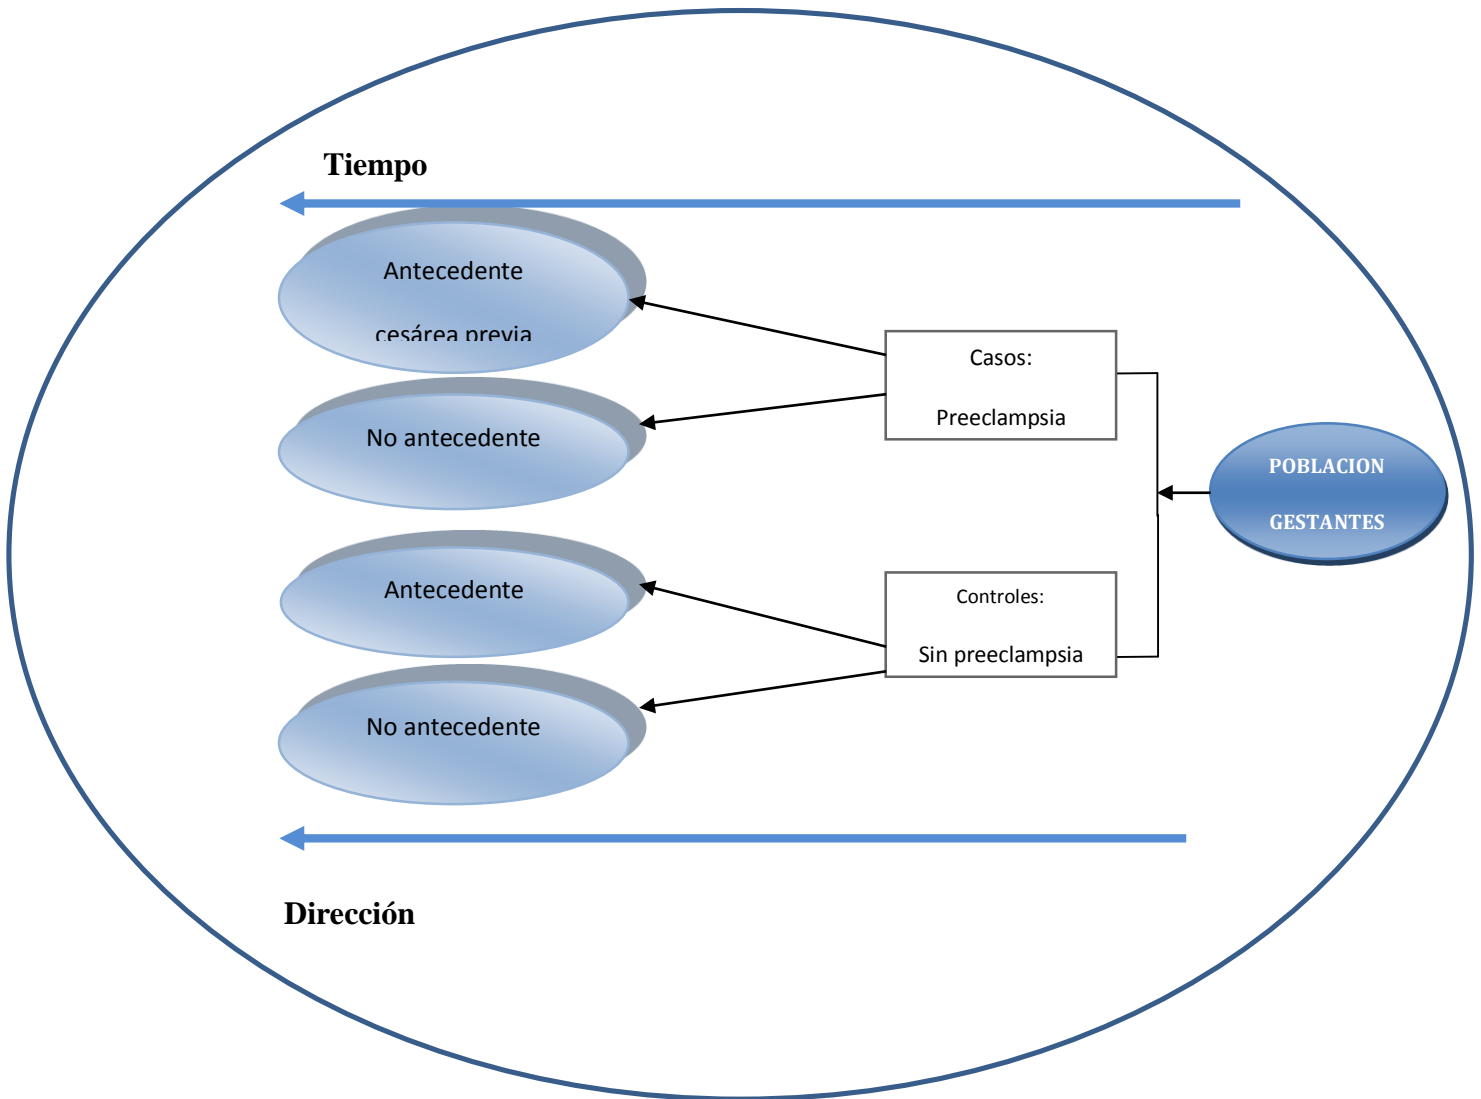 Tiempo
Antecedente
cesárea previa
No antecedente
Antecedente
No antecedente
Casos:
Preeclampsia
Controles:
Sin preeclampsia
POBLACION
GESTANTES
Dirección